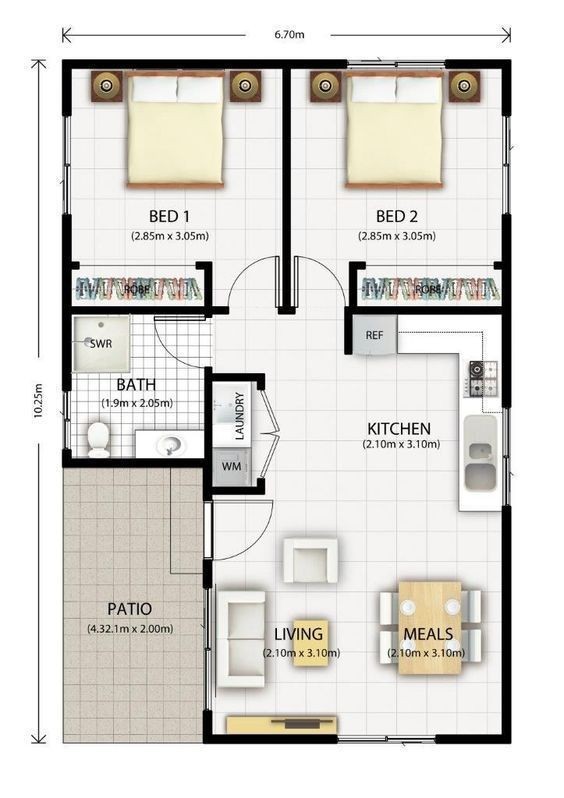 6.70m
10.25m
BED 1
(2.85m x 3.05m)
BED 2
(2.85m x 3.05m)
ROBE
ROBE
SWR
BATH
(1.9m x 2.05m)
REF
LAUNDRY
WM
KITCHEN
(2.10m x 3.10m)
PATIO
(4.32.1m x 2.00m)
LIVING
(2.10m x 3.10m)
MEALS
(2.10m x 3.10m)